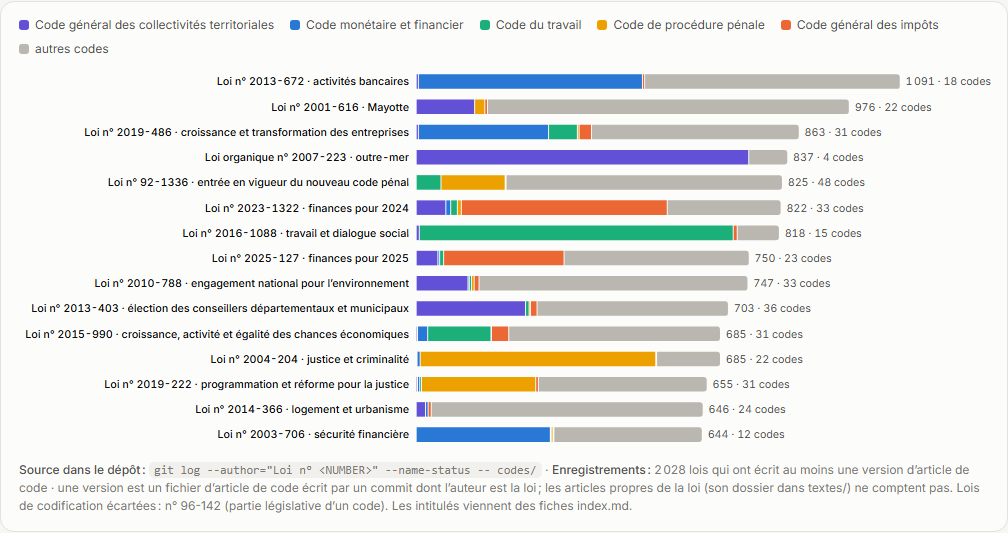 Code général des collectivités territoriales Code monétaire et financier Code du travail Code de procédure pénale Code général des impôts
autres codes
Loi n° 2013-672 · activités bancaires 1 091 · 18 codes
Loi n° 2001-616 · Mayotte 976 · 22 codes
Loi n° 2019-486 · croissance et transformation des entreprises 863 · 31 codes
Loi organique n° 2007-223 · outre-mer 837 · 4 codes
Loi n° 92-1336 · entrée en vigueur du nouveau code pénal 825 · 48 codes
Loi n° 2023-1322 · finances pour 2024 822 · 33 codes
Loi n° 2016-1088 · travail et dialogue social 818 · 15 codes
Loi n° 2025-127 · finances pour 2025 750 · 23 codes
Loi n° 2010-788 · engagement national pour l’environnement 747 · 33 codes
Loi n° 2013-403 · élection des conseillers départementaux et municipaux 703 · 36 codes
Loi n° 2015-990 · croissance, activité et égalité des chances économiques 685 · 31 codes
Loi n° 2004-204 · justice et criminalité 685 · 22 codes
Loi n° 2019-222 · programmation et réforme pour la justice 655 · 31 codes
Loi n° 2014-366 · logement et urbanisme 646 · 24 codes
Loi n° 2003-706 · sécurité financière 644 · 12 codes
Source dans le dépôt : git log --author="Loi n° <NUMBER>" --name-status -- codes/ · Enregistrements : 2 028 lois qui ont écrit au moins une version d’article de
code · une version est un fichier d’article de code écrit par un commit dont l’auteur est la loi ; les articles propres de la loi (son dossier dans textes/) ne comptent pas. Lois
de codification écartées : n° 96-142 (partie législative d’un code). Les intitulés viennent des fiches index.md.